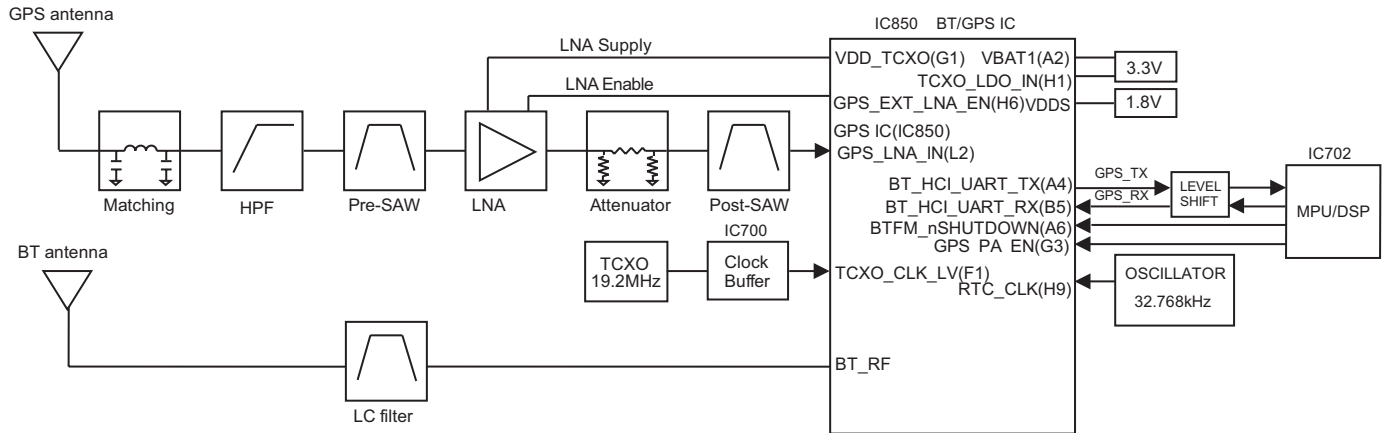 GPS antenna
IC850 BT/GPS IC
LNA Supply
VDD_TCXO(G1)
VBAT1(A2)
3.3V
TCXO_LDO_IN(H1)
LNA Enable
GPS_EXT_LNA_EN(H6)
VDDS
1.8V
GPS IC(IC850)
GPS_LNA_IN(L2)
Matching
HPF
Pre-SAW
LNA
Attenuator
Post-SAW
BT_HCI_UART_TX(A4)
GPS_TX
BT_HCI_UART_RX(B5)
GPS_RX
LEVEL
SHIFT
IC702
MPU/DSP
BTFM_nSHUTDOWN(A6)
GPS PA EN(G3)
BT antenna
TCXO
19.2MHz
IC700
Clock
Buffer
TCXO_CLK_LV(F1)
RTC_CLK(H9)
OSCILLATOR
32.768kHz
LC filter
BT_RF